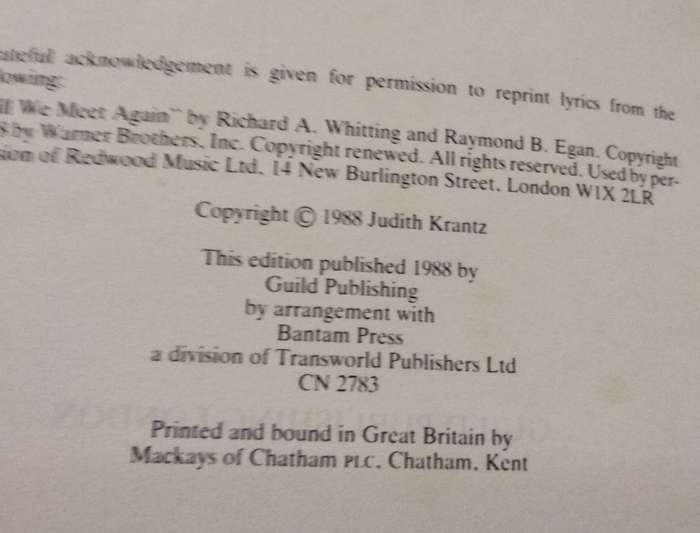 ateful acknowledgement is given for permission to reprint lyrics from the
lowing:
ll We Meet Again" by Richard A. Whitting and Raymond B. Egan. Copyright
8 by Warner Brothers, Inc. Copyright renewed. All rights reserved. Used by per-
sion of Redwood Music Ltd, 14 New Burlington Street, London W1X 2LR
Copyright © 1988 Judith Krantz
This edition published 1988 by
Guild Publishing
by arrangement with
Bantam Press
a division of Transworld Publishers Ltd
CN 2783
Printed and bound in Great Britain by
Mackays of Chatham PLC, Chatham, Kent